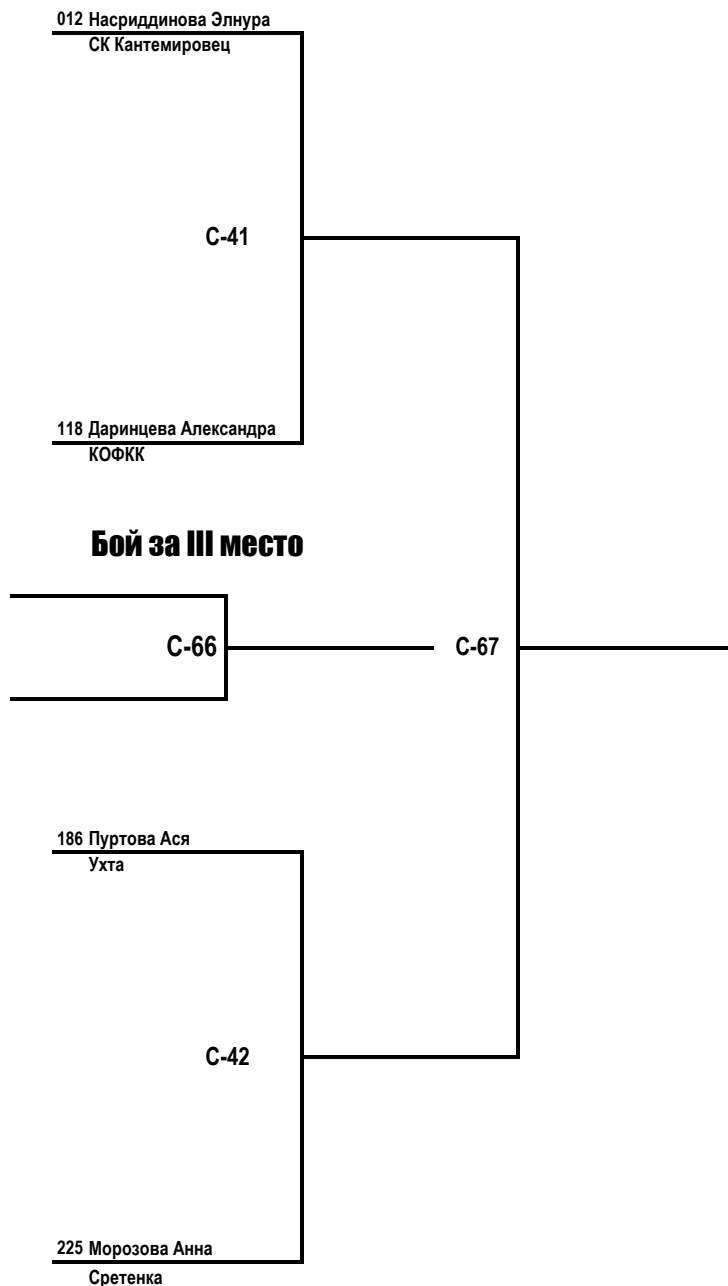 012 Насриддинова Элнура
СК Кантемировец
С-41
118 Даринцева Александра
КОФКК
Бой за III место
С-66
С-67
186 Пуртова Ася
Ухта
С-42
225 Морозова Анна
Сретенка